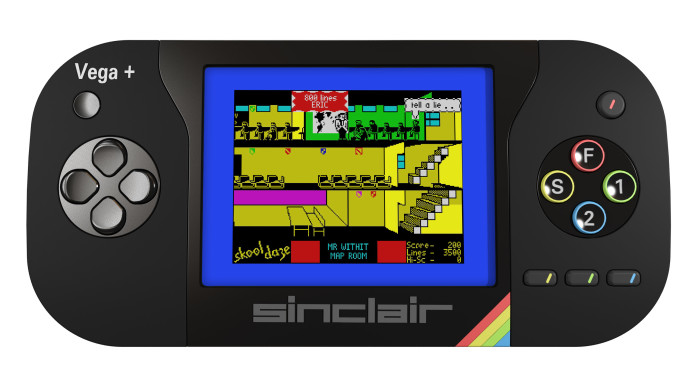 Vega +
800 lines
ERIC
tell a lie . .
F
S
1
2
skool daze
MR WITHIT
MAP ROOM
Score- 200
Lines - 3500
Hi-Sc - 0
sinclair